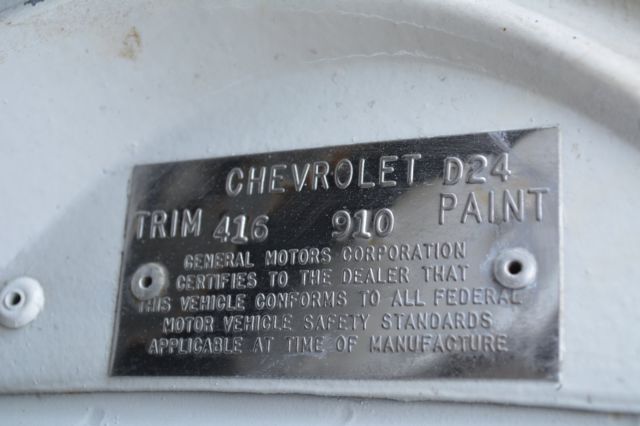 CHEVROLET D24
TRIM 416 910 PAINT
GENERAL MOTORS CORPORATION
CERTIFIES TO THE DEALER THAT
THIS VEHICLE CONFORMS TO ALL FEDERAL
MOTOR VEHICLE SAFETY STANDARDS
APPLICABLE AT TIME OF MANUFACTURE